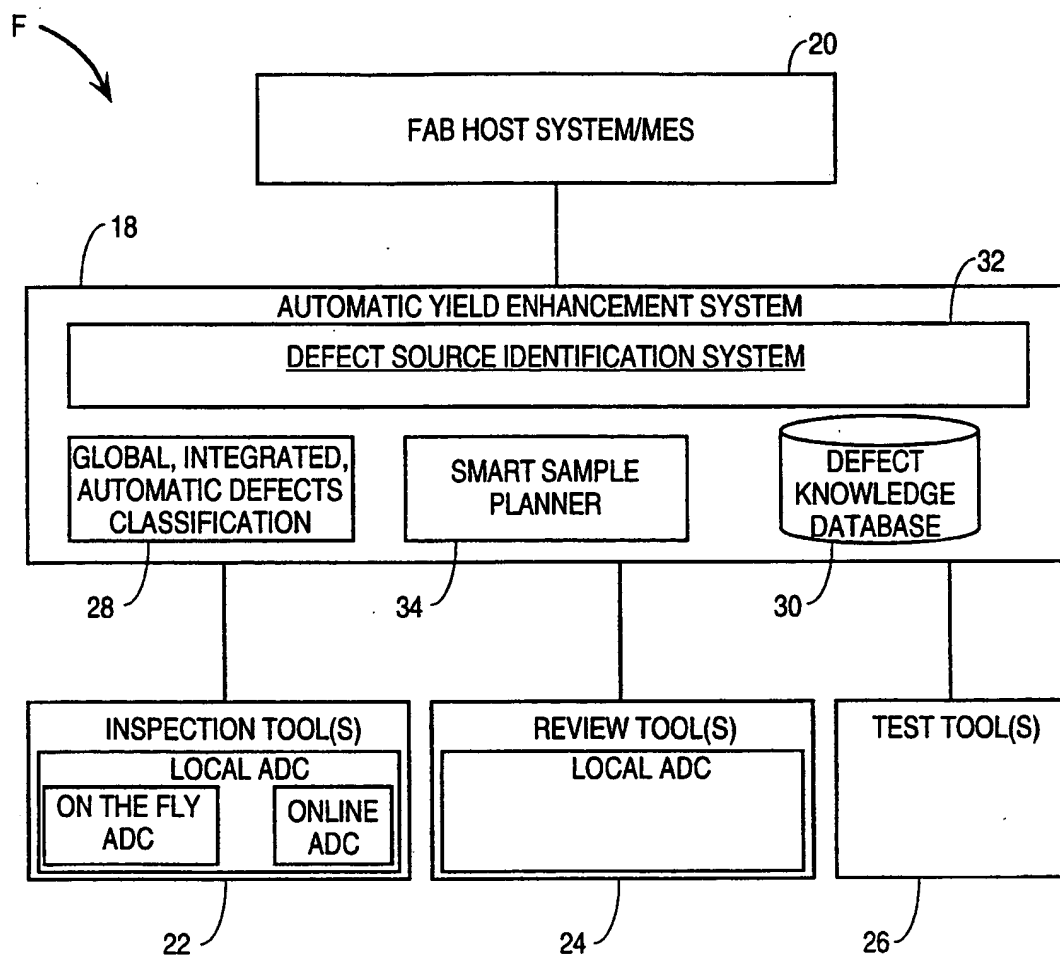 F
20
FAB HOST SYSTEM/MES
18
32
AUTOMATIC YIELD ENHANCEMENT SYSTEM
DEFECT SOURCE IDENTIFICATION SYSTEM
GLOBAL, INTEGRATED,
AUTOMATIC DEFECTS
CLASSIFICATION
SMART SAMPLE
PLANNER
DEFECT
KNOWLEDGE
DATABASE
28
34
30
INSPECTION TOOL(S)
LOCAL ADC
ON THE FLY
ADC
ONLINE
ADC
REVIEW TOOL(S)
LOCAL ADC
TEST TOOL(S)
22
24
26